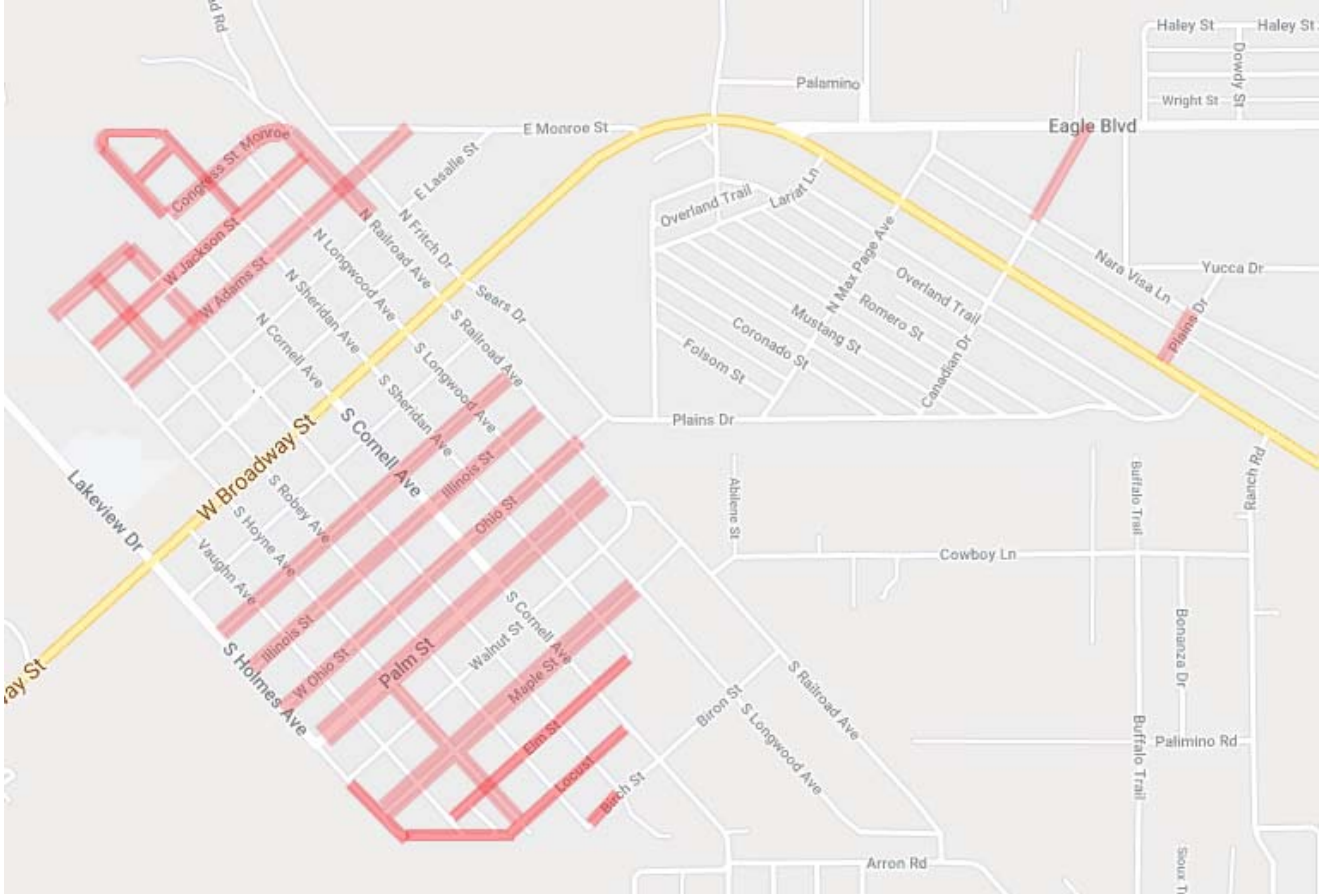 Rd
Haley St
Haley St
Dowdy St
Palamino
Wright St
Eagle Blvd
E Monroe St
Monroe
Congress St
E Lasalle St
Overland Trail
Lariat Ln
N Fritch Dr
N Railroad Ave
N Longwood Ave
W Jackson St
W Adams St
N Sheridan Ave
N Cornell Ave
N Max Page Ave
Overland Trail
Nara Visa Ln
Yucca Dr
Sears Dr
S Railroad Ave
Romero St
Mustang St
Coronado St
Folsom St
Canadian Dr
Plains Dr
S Longwood Ave
S Sheridan Ave
S Cornell Ave
Plains Dr
W Broadway St
Illinois St
Ohio St
Lakeview Dr
S Robey Ave
S Hoyne Ave
Vaughn Ave
Abilene St
Buffalo Trail
Ranch Rd
Cowboy Ln
S Cornell Ave
Walnut St
Illinois St
W Ohio St
Palm St
Maple St
S Holmes Ave
Bonanza Dr
S Railroad Ave
Biron St
S Longwood Ave
ay St
Elm St
Locust
Birch St
Buffalo Trail
Palimino Rd
Arron Rd
Sioux